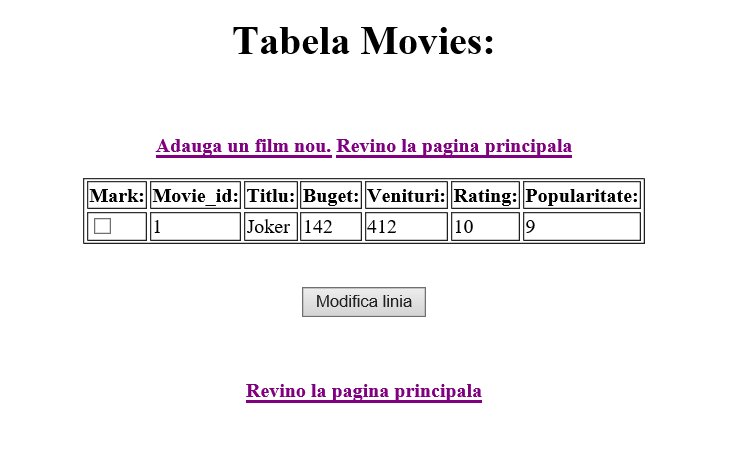 Tabela Movies:
Adauga un film nou. Revino la pagina principala
Mark: Movie_id: Titlu: Buget: Venituri: Rating: Popularitate:
1 Joker 142 412 10 9
Modifica linia
Revino la pagina principala